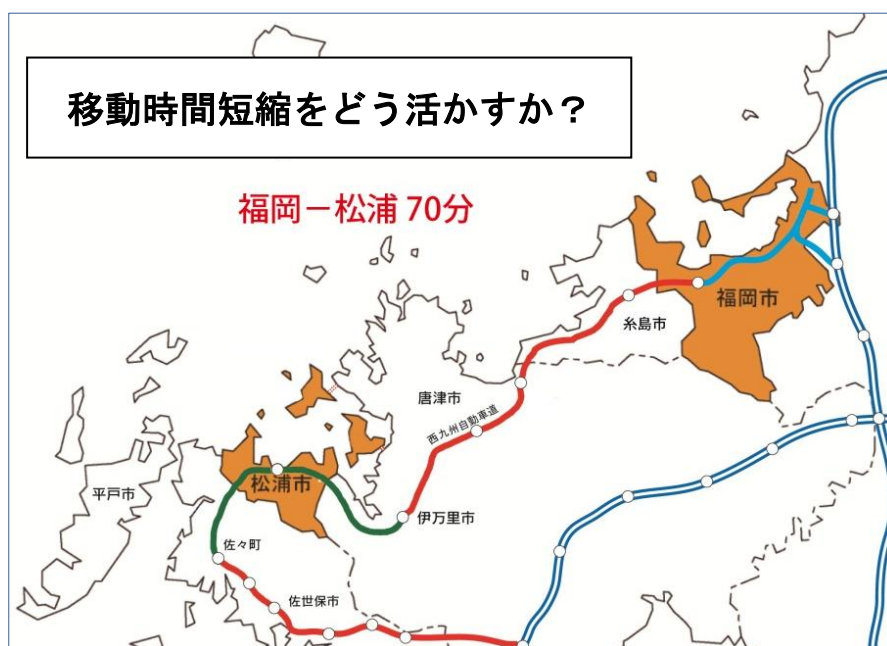 移動時間短縮をどう活かすか？
福岡－松浦 70分
福岡市
糸島市
唐津市
西九州自動車道
松浦市
平戸市
伊万里市
佐々町
佐世保市